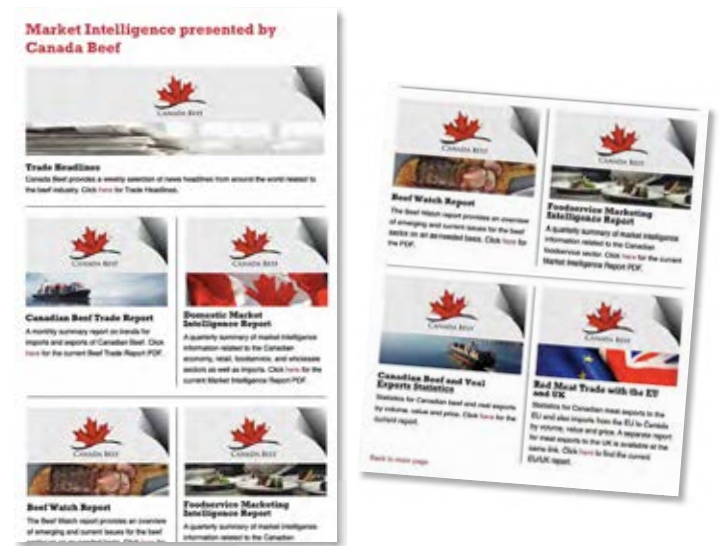 Market Intelligence presented by
Canada Beef
CANADA BEEF
Trade Headlines
Canada Beef provides a weekly selection of news headlines from around the world related to
the beef industry. Click here for Trade Headlines.
CANADA BEEF
Canadian Beef Trade Report
A monthly summary report on trends for
imports and exports of Canadian Beef. Click
here for the current Beef Trade Report PDF.
CANADA BEEF
Domestic Market
Intelligence Report
A quarterly summary of market intelligence
information related to the Canadian
economy, retail, foodservice, and wholesale
sectors as well as imports. Click here for the
current Market Intelligence Report PDF
CANADA BEEF
Beef Watch Report
The Beef Watch report provides an overview
of emerging and current issues for the beef
CANADA BEEF
Foodservice Marketing
Intelligence Report
A quarterly summary of market intelligence
information related to the Canadian
CANADA BEEF
Beef Watch Report
The Beef Watch report provides an overview
of emerging and current issues for the beef
sector on an as-needed basis. Click here for
the PDF.
CANADA BEEF
Foodservice Marketing
Intelligence Report
A quarterly summary of market intelligence
information related to the Canadian
foodservice sector. Click here for the current
Market Intelligence Report PDF.
CANADA BEEF
Canadian Beef and Veal
Exports Statistics
Statistics for Canadian beef and veal exports
by volume, value and price. Click here for the
current report.
CANADA BEEF
Red Meat Trade with the EU
and UK
Statistics for Canadian meat exports to the
EU and also imports from the EU to Canada
by volume, value and price. A separate report
for meat exports to the UK is available at the
same link. Click here to find the current
EU/UK report.
Back to main page